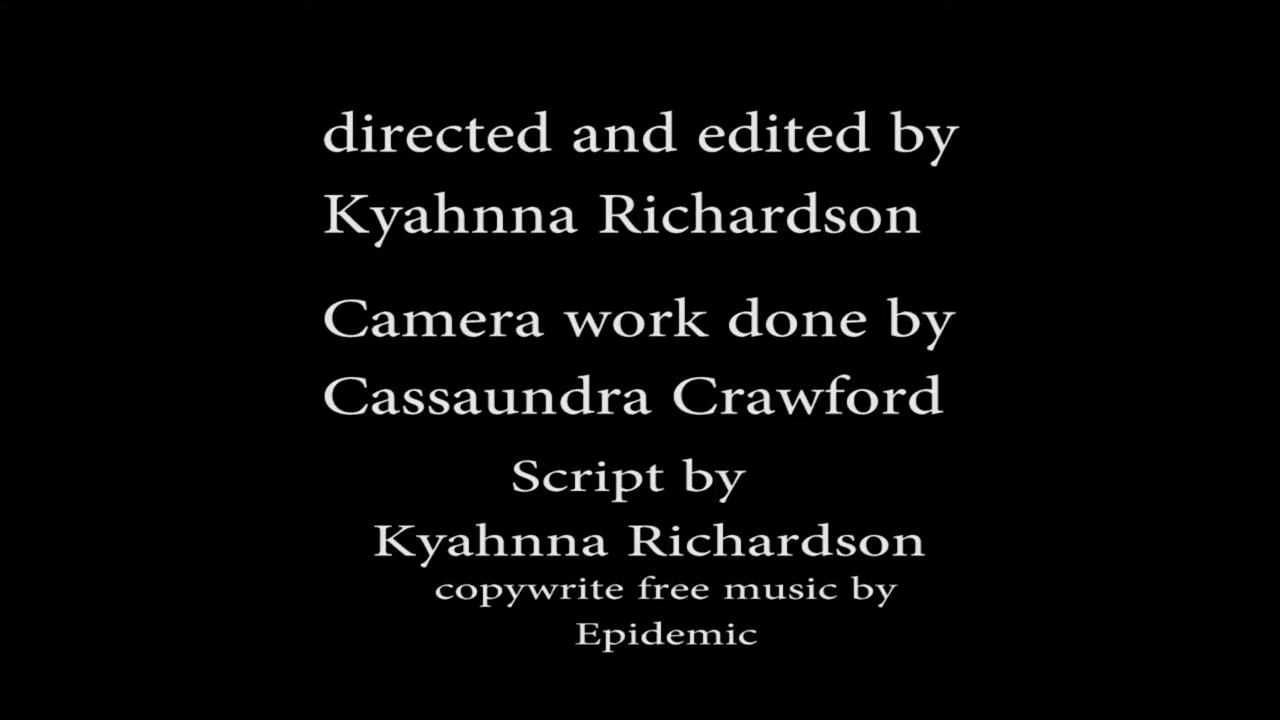 directed and edited by
Kyahnna Richardson
Camera work done by
Cassaundra Crawford
Script by
Kyahnna Richardson
copywrite free music by
Epidemic